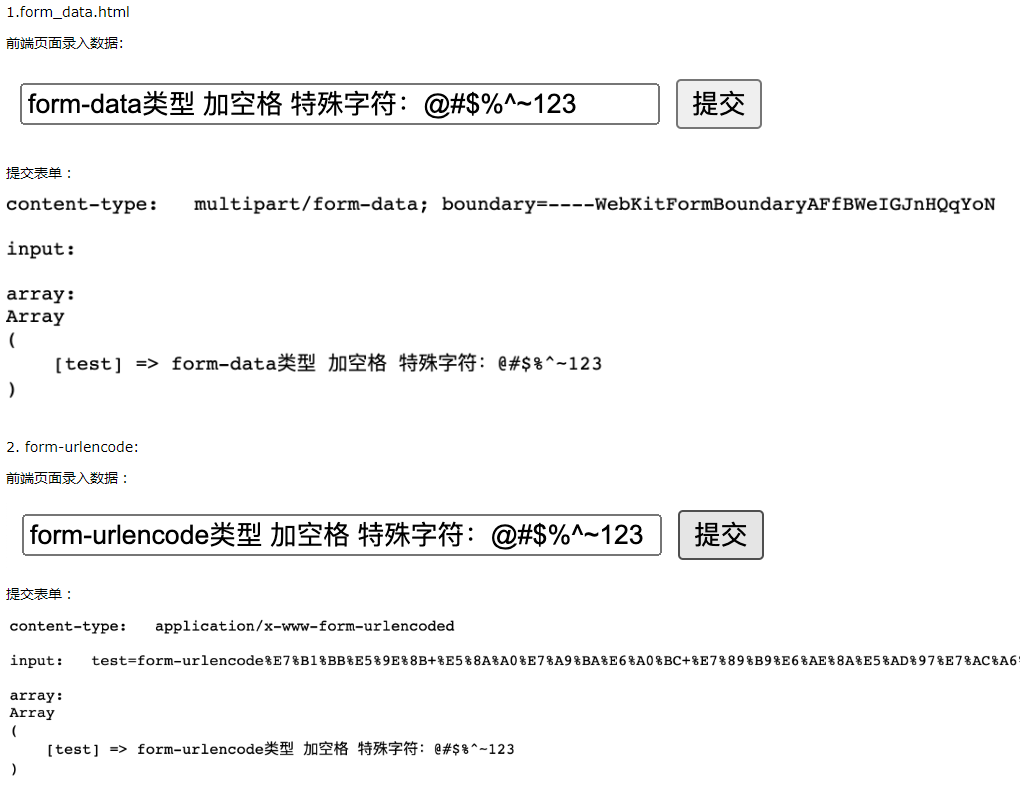 1.form_data.html
前端页面录入数据:
form-data类型 加空格 特殊字符：@#$%^~123 提交
提交表单：
content-type: multipart/form-data; boundary=----WebKitFormBoundaryAFfBWeIGJnHQqYoN
input:
array:
Array
(
[test] => form-data类型 加空格 特殊字符：@#$%^~123
)
2. form-urlencode:
前端页面录入数据：
form-urlencode类型 加空格 特殊字符：@#$%^~123 提交
提交表单：
content-type: application/x-www-form-urlencoded
input: test=form-urlencode%E7%B1%BB%E5%9E%8B+%E5%8A%A0%E7%A9%BA%E6%A0%BC+%E7%89%B9%E6%AE%8A%E5%AD%97%E7%AC%A6%
array:
Array
(
[test] => form-urlencode类型 加空格 特殊字符：@#$%^~123
)